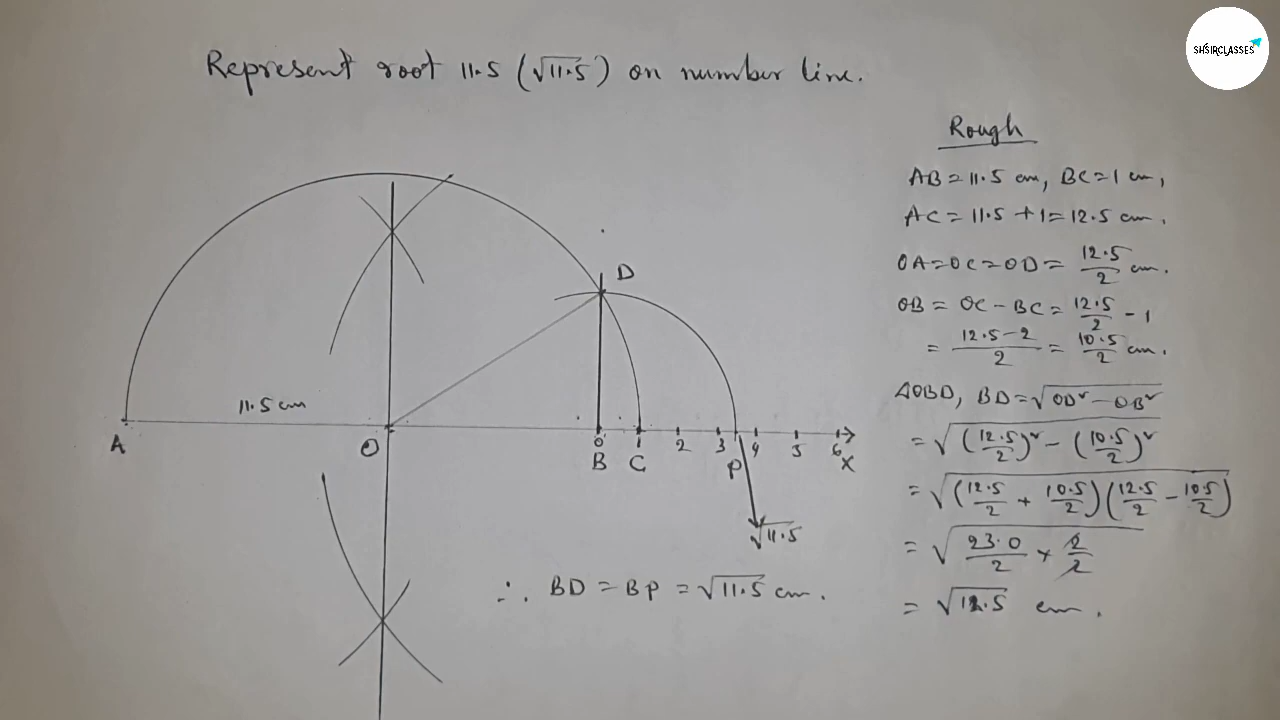 SHSIRCLASSES
Represent root 11.5 (√11.5) on number line.
Rough
AB = 11.5 cm, BC = 1 cm,
AC = 11.5 + 1 = 12.5 cm.
OA = OC = OD = 12.5/2 cm.
OB = OC - BC = 12.5/2 - 1
= (12.5 - 2)/2 = 10.5/2 cm.
ΔOBD, BD = √(OD² - OB²)
= √((12.5/2)² - (10.5/2)²)
= √((12.5/2 + 10.5/2)(12.5/2 - 10.5/2))
= √(23.0/2 × 2/2)
= √11.5 cm.
D
11.5 cm
A O 0 1 2 3 4 5 6
B C P X
√11.5
∴ BD = BP = √11.5 cm.